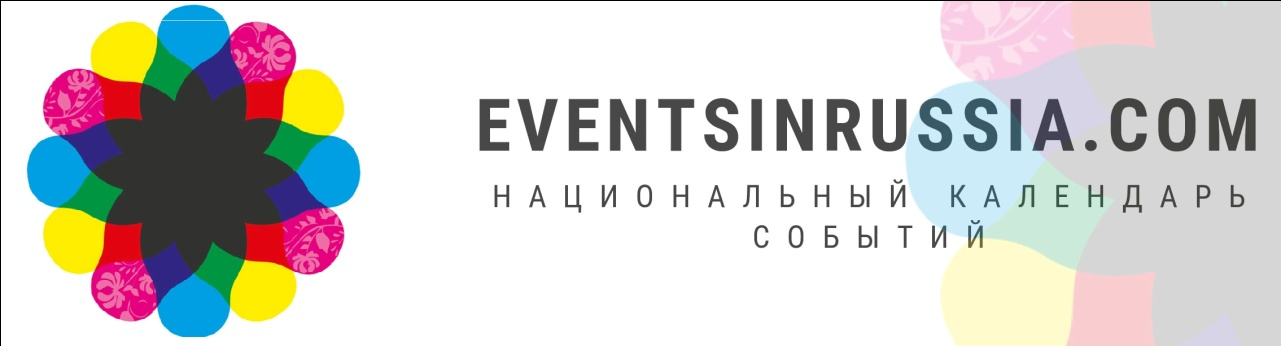 EVENTSINRUSSIA.COM
НАЦИОНАЛЬНЫЙ КАЛЕНДАРЬ
СОБЫТИЙ